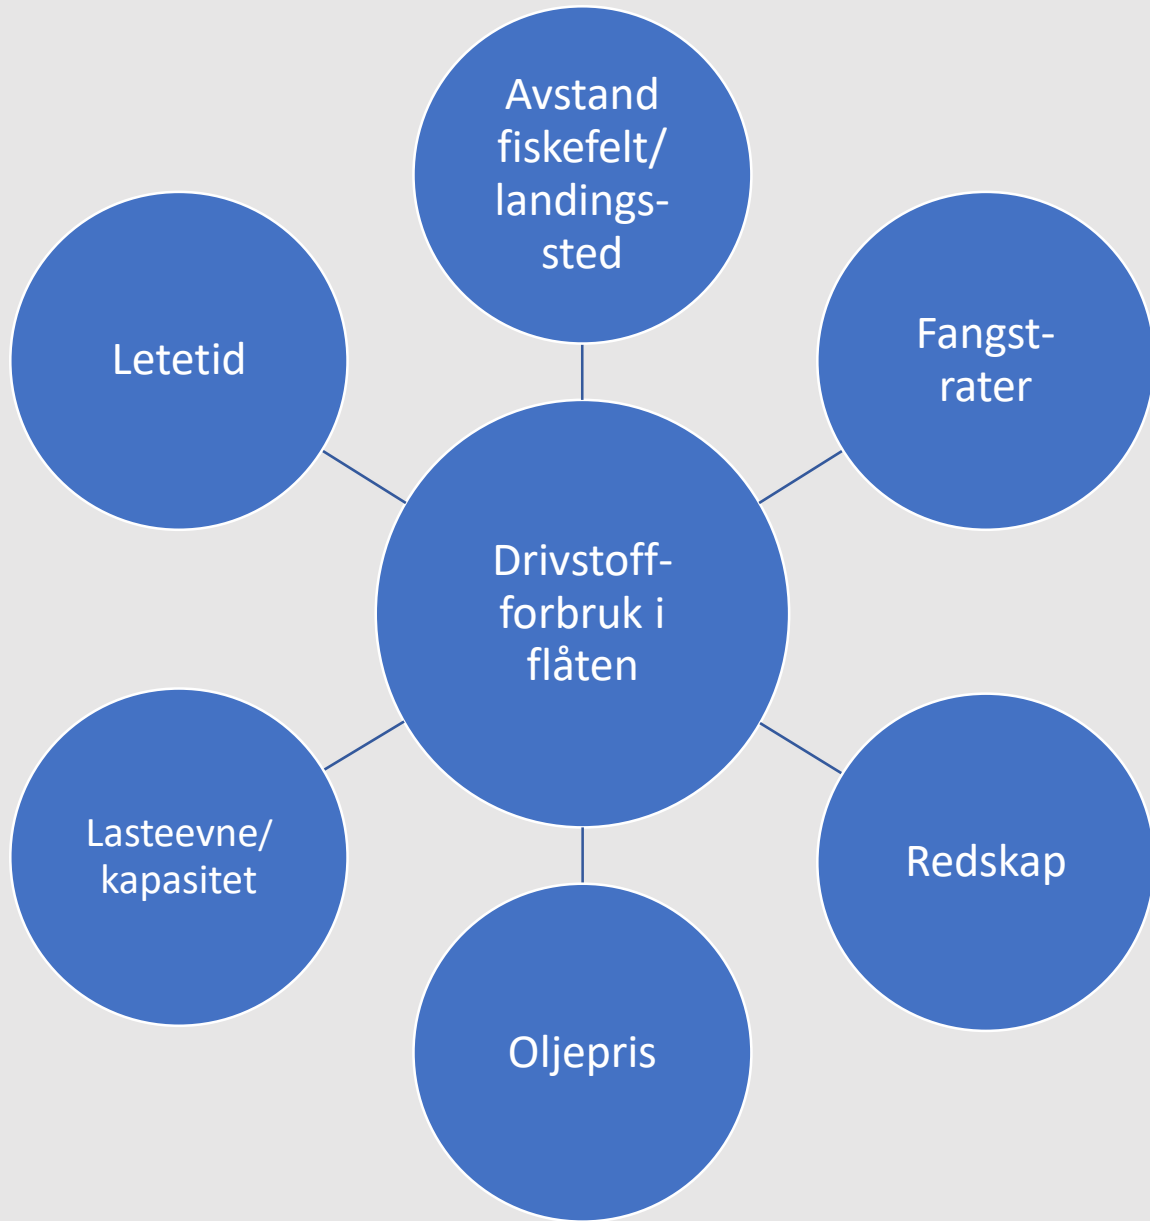 Avstand
fiskefelt/
landings-
sted
Letetid
Fangst-
rater
Drivstoff-
forbruk i
flåten
Lasteevne/
kapasitet
Redskap
Oljepris